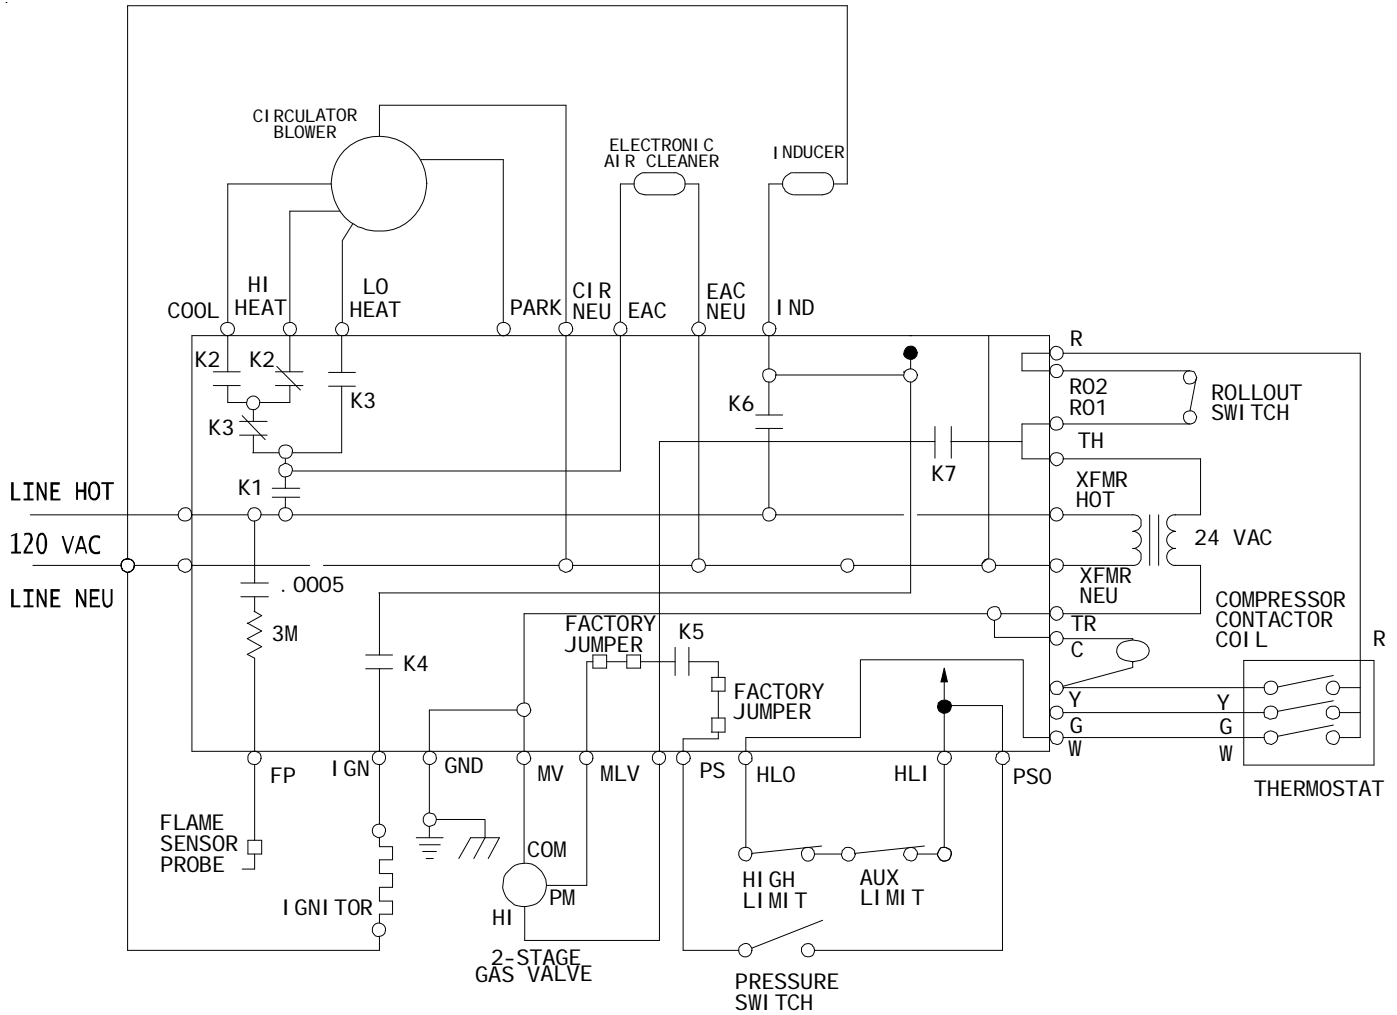 CIRCULATOR
BLOWER
ELECTRONIC
AIR CLEANER
INDUCER
COOL
HI
HEAT
LO
HEAT
PARK
CIR
NEU
EAC
EAC
NEU
IND
R
K2
K2
K3
K3
K6
RO2
RO1
ROLLOUT
SWITCH
TH
K7
K1
LINE HOT
XFMR
HOT
120 VAC
24 VAC
LINE NEU
.0005
XFMR
NEU
3M
K4
FACTORY
JUMPER
K5
FACTORY
JUMPER
TR
C
COMPRESSOR
CONTACTOR
COIL
R
Y
G
W
Y
G
W
THERMOSTAT
FP
IGN
GND
MV
MLV
PS
HLO
HLI
PSO
FLAME
SENSOR
PROBE
IGNITOR
COM
PM
HI
2-STAGE
GAS VALVE
HIGH
LIMIT
AUX
LIMIT
PRESSURE
SWITCH